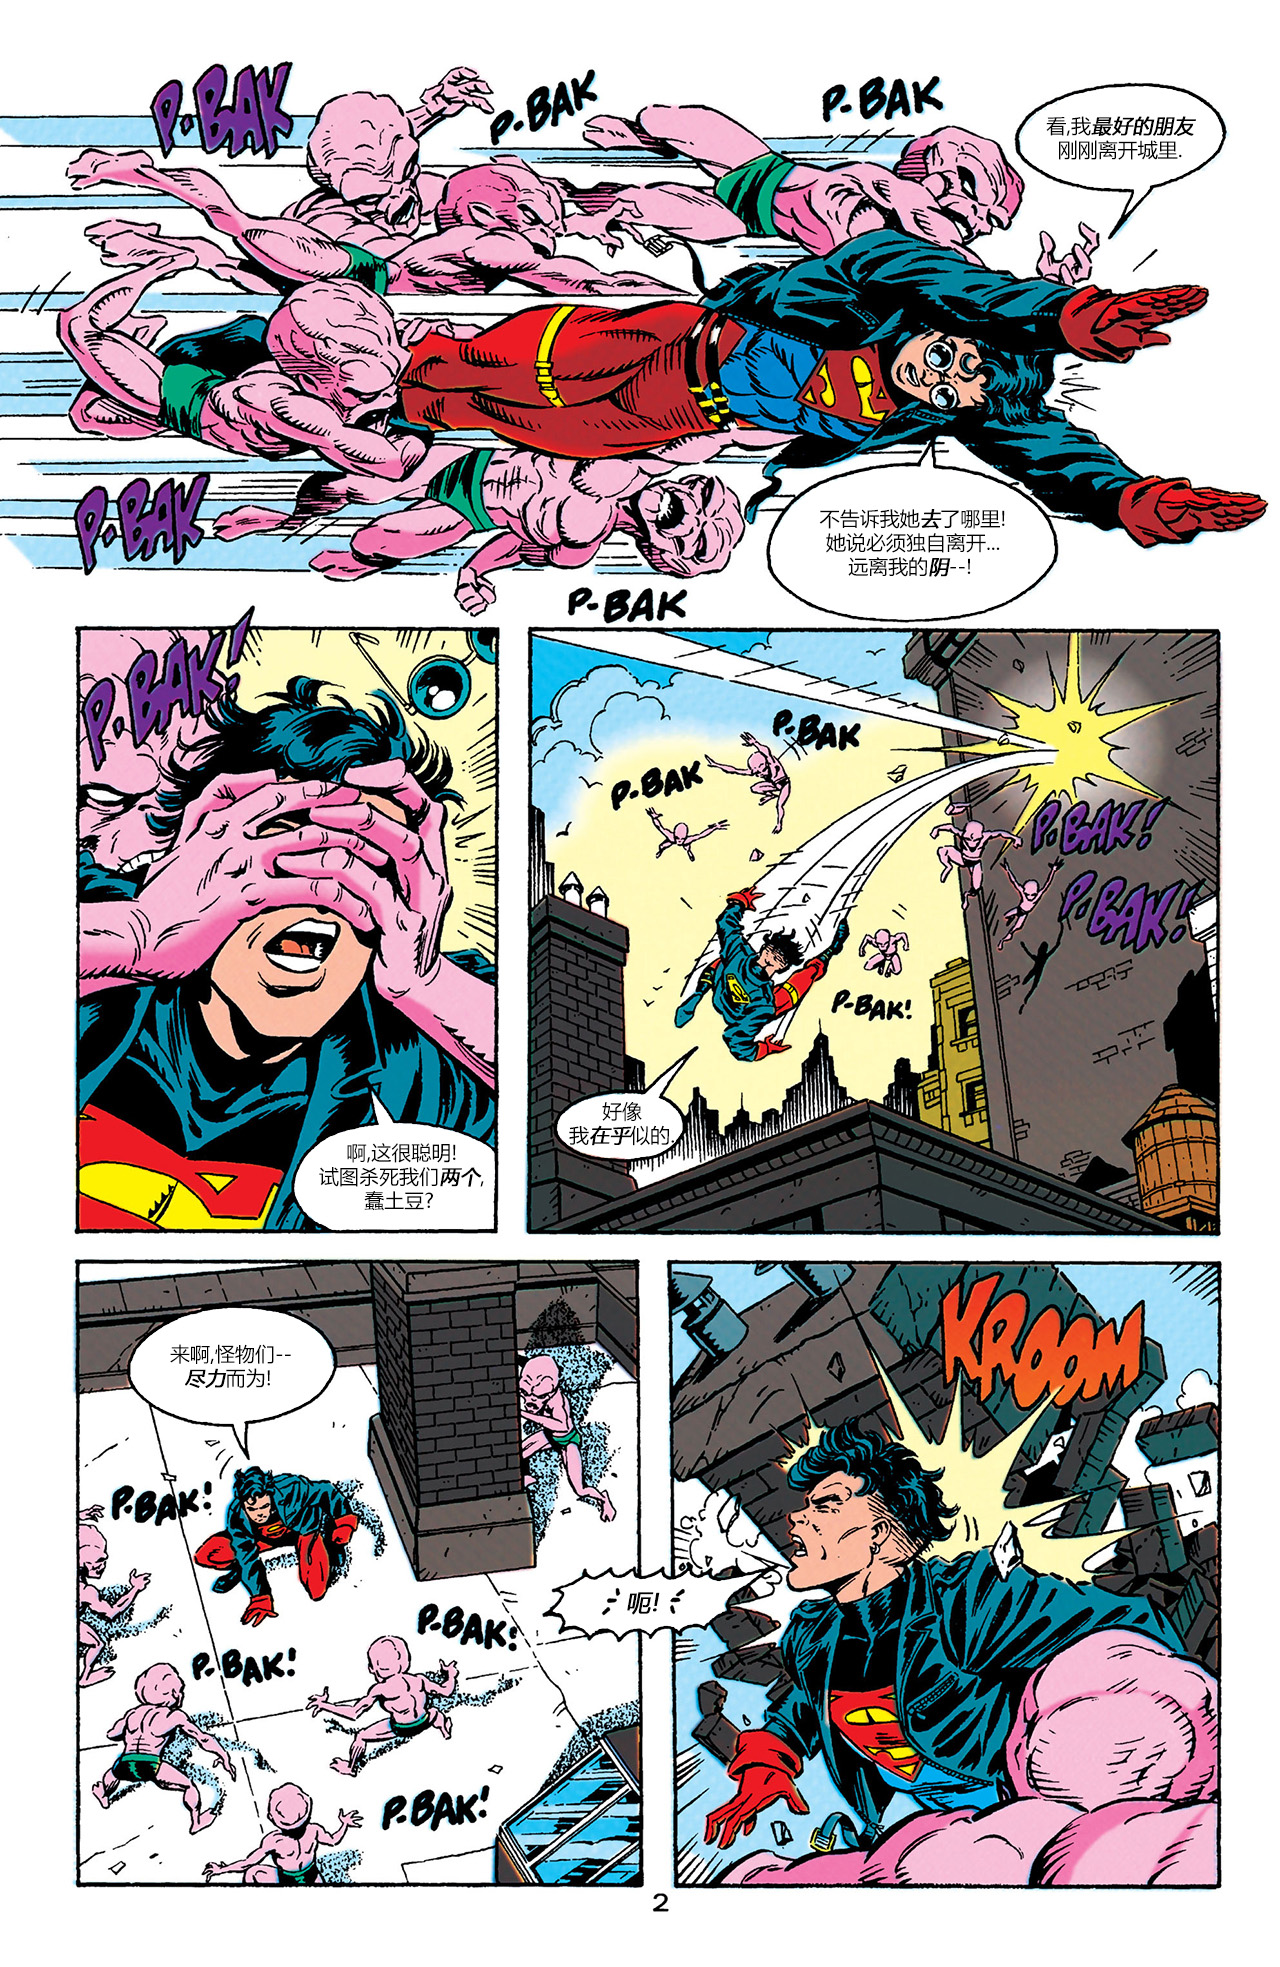 P-BAK
P-BAK
P-BAK
看,我最好的朋友
刚刚离开城里.
P-BAK
不告诉我她去了哪里!
她说必须独自离开...
远离我的阴--!
P-BAK
P-BAK!
啊,这很聪明!
试图杀死我们两个,
蠢土豆?
P-BAK
P-BAK
P-BAK!
P-BAK!
P-BAK!
好像
我在乎似的.
来啊,怪物们--
尽力而为!
P-BAK!
P-BAK!
P-BAK!
P-BAK!
KROOM
呃!
2